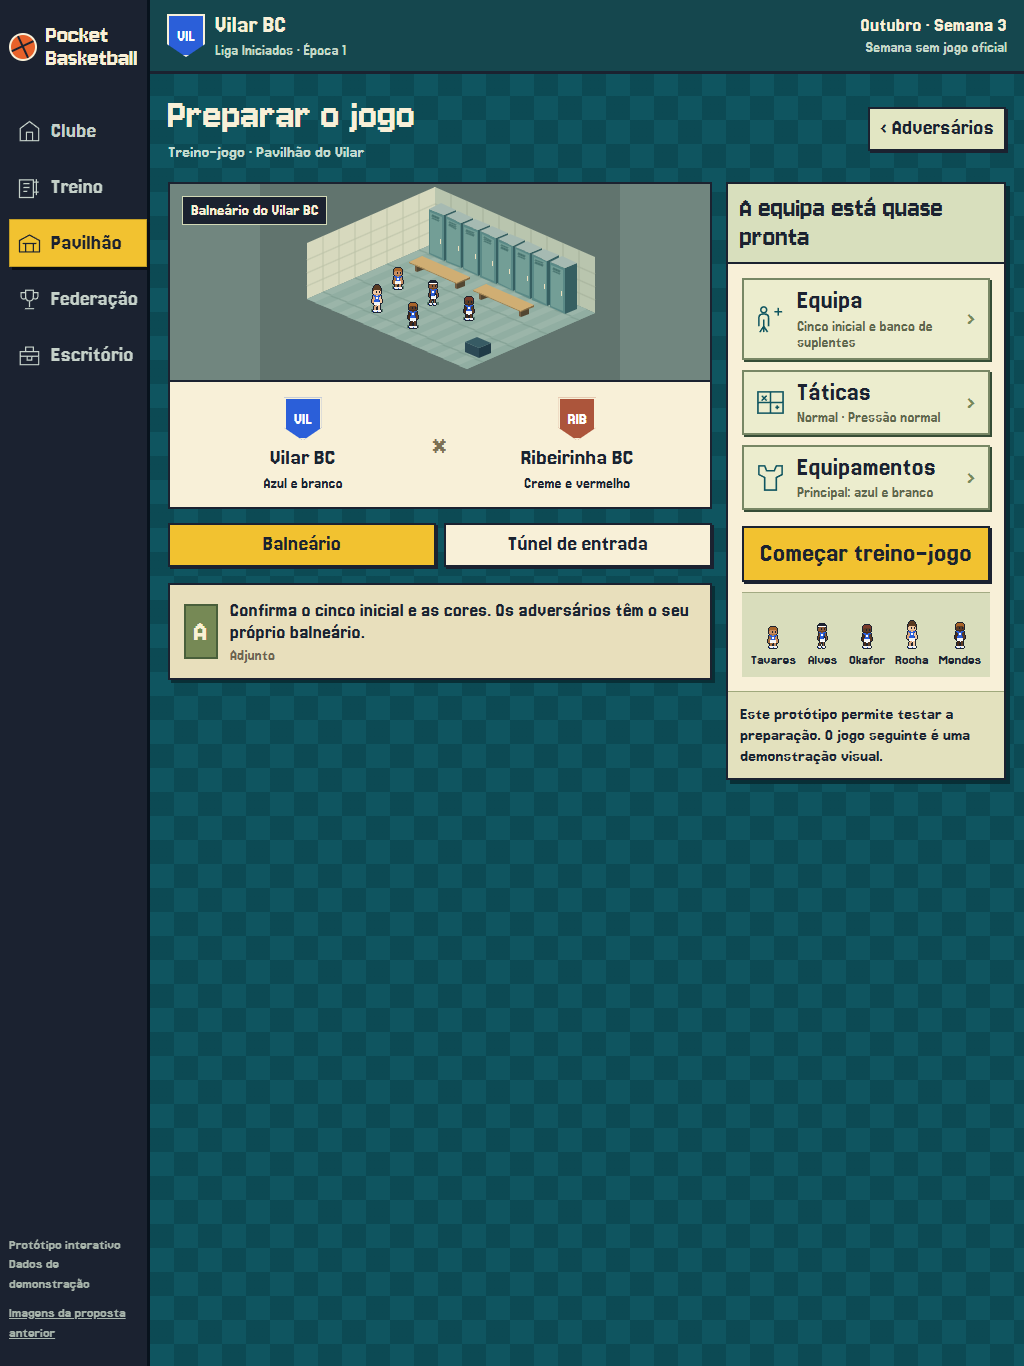 Pocket
Basketball
Clube
Treino
Pavilhão
Federação
Escritório
Protótipo interativo
Dados de
demonstração
Imagens da proposta
anterior
VIL
Vilar BC
Liga Iniciados · Época 1
Outubro · Semana 3
Semana sem jogo oficial
Preparar o jogo
Treino-jogo · Pavilhão do Vilar
‹ Adversários
Balneário do Vilar BC
VIL
Vilar BC
Azul e branco
×
RIB
Ribeirinha BC
Creme e vermelho
Balneário
Túnel de entrada
A
Confirma o cinco inicial e as cores. Os adversários têm o seu
próprio balneário.
Adjunto
A equipa está quase
pronta
Equipa
Cinco inicial e banco de
suplentes
Táticas
Normal · Pressão normal
Equipamentos
Principal: azul e branco
Começar treino-jogo
Tavares
Alves
Okafor
Rocha
Mendes
Este protótipo permite testar a
preparação. O jogo seguinte é uma
demonstração visual.